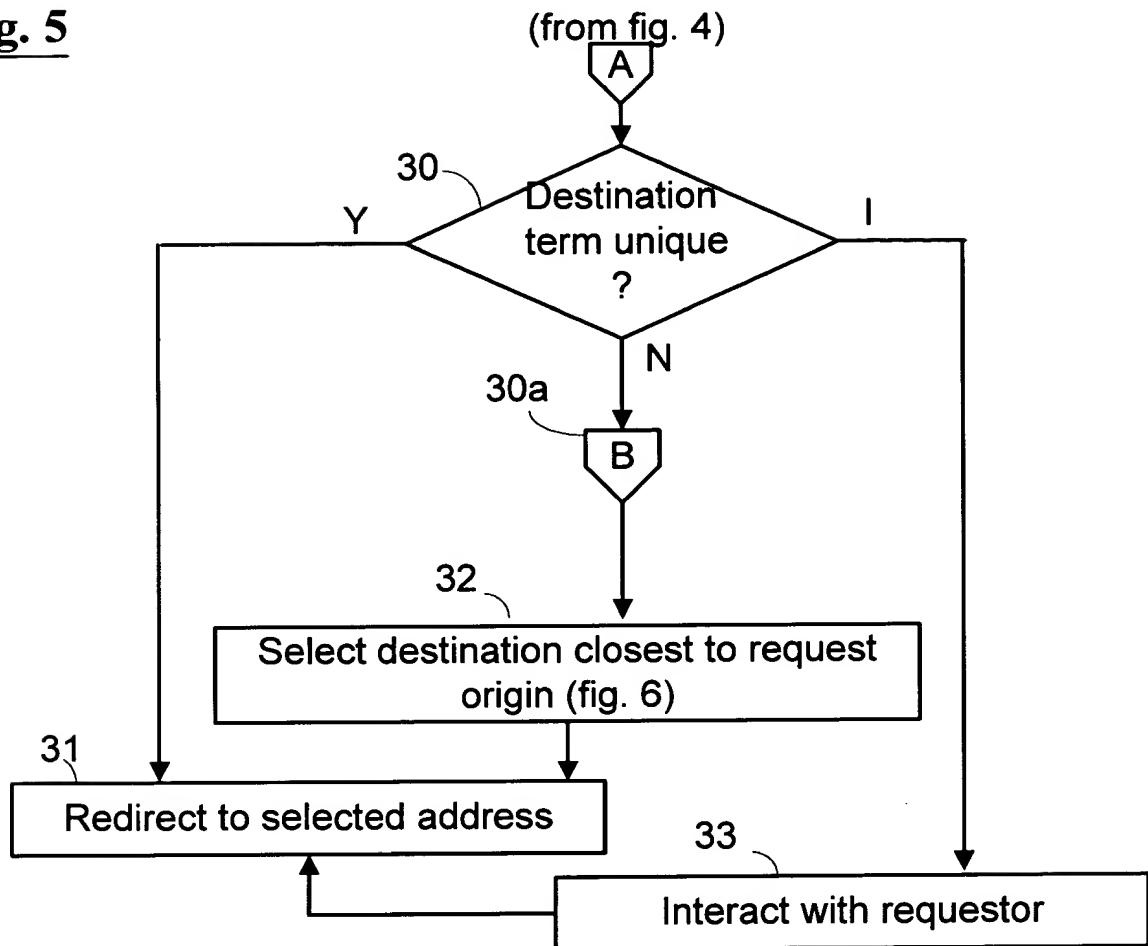 g. 5
(from fig. 4)
A
30
Destination
term unique
?
Y
I
N
30a
B
32
Select destination closest to request
origin (fig. 6)
31
Redirect to selected address
33
Interact with requestor